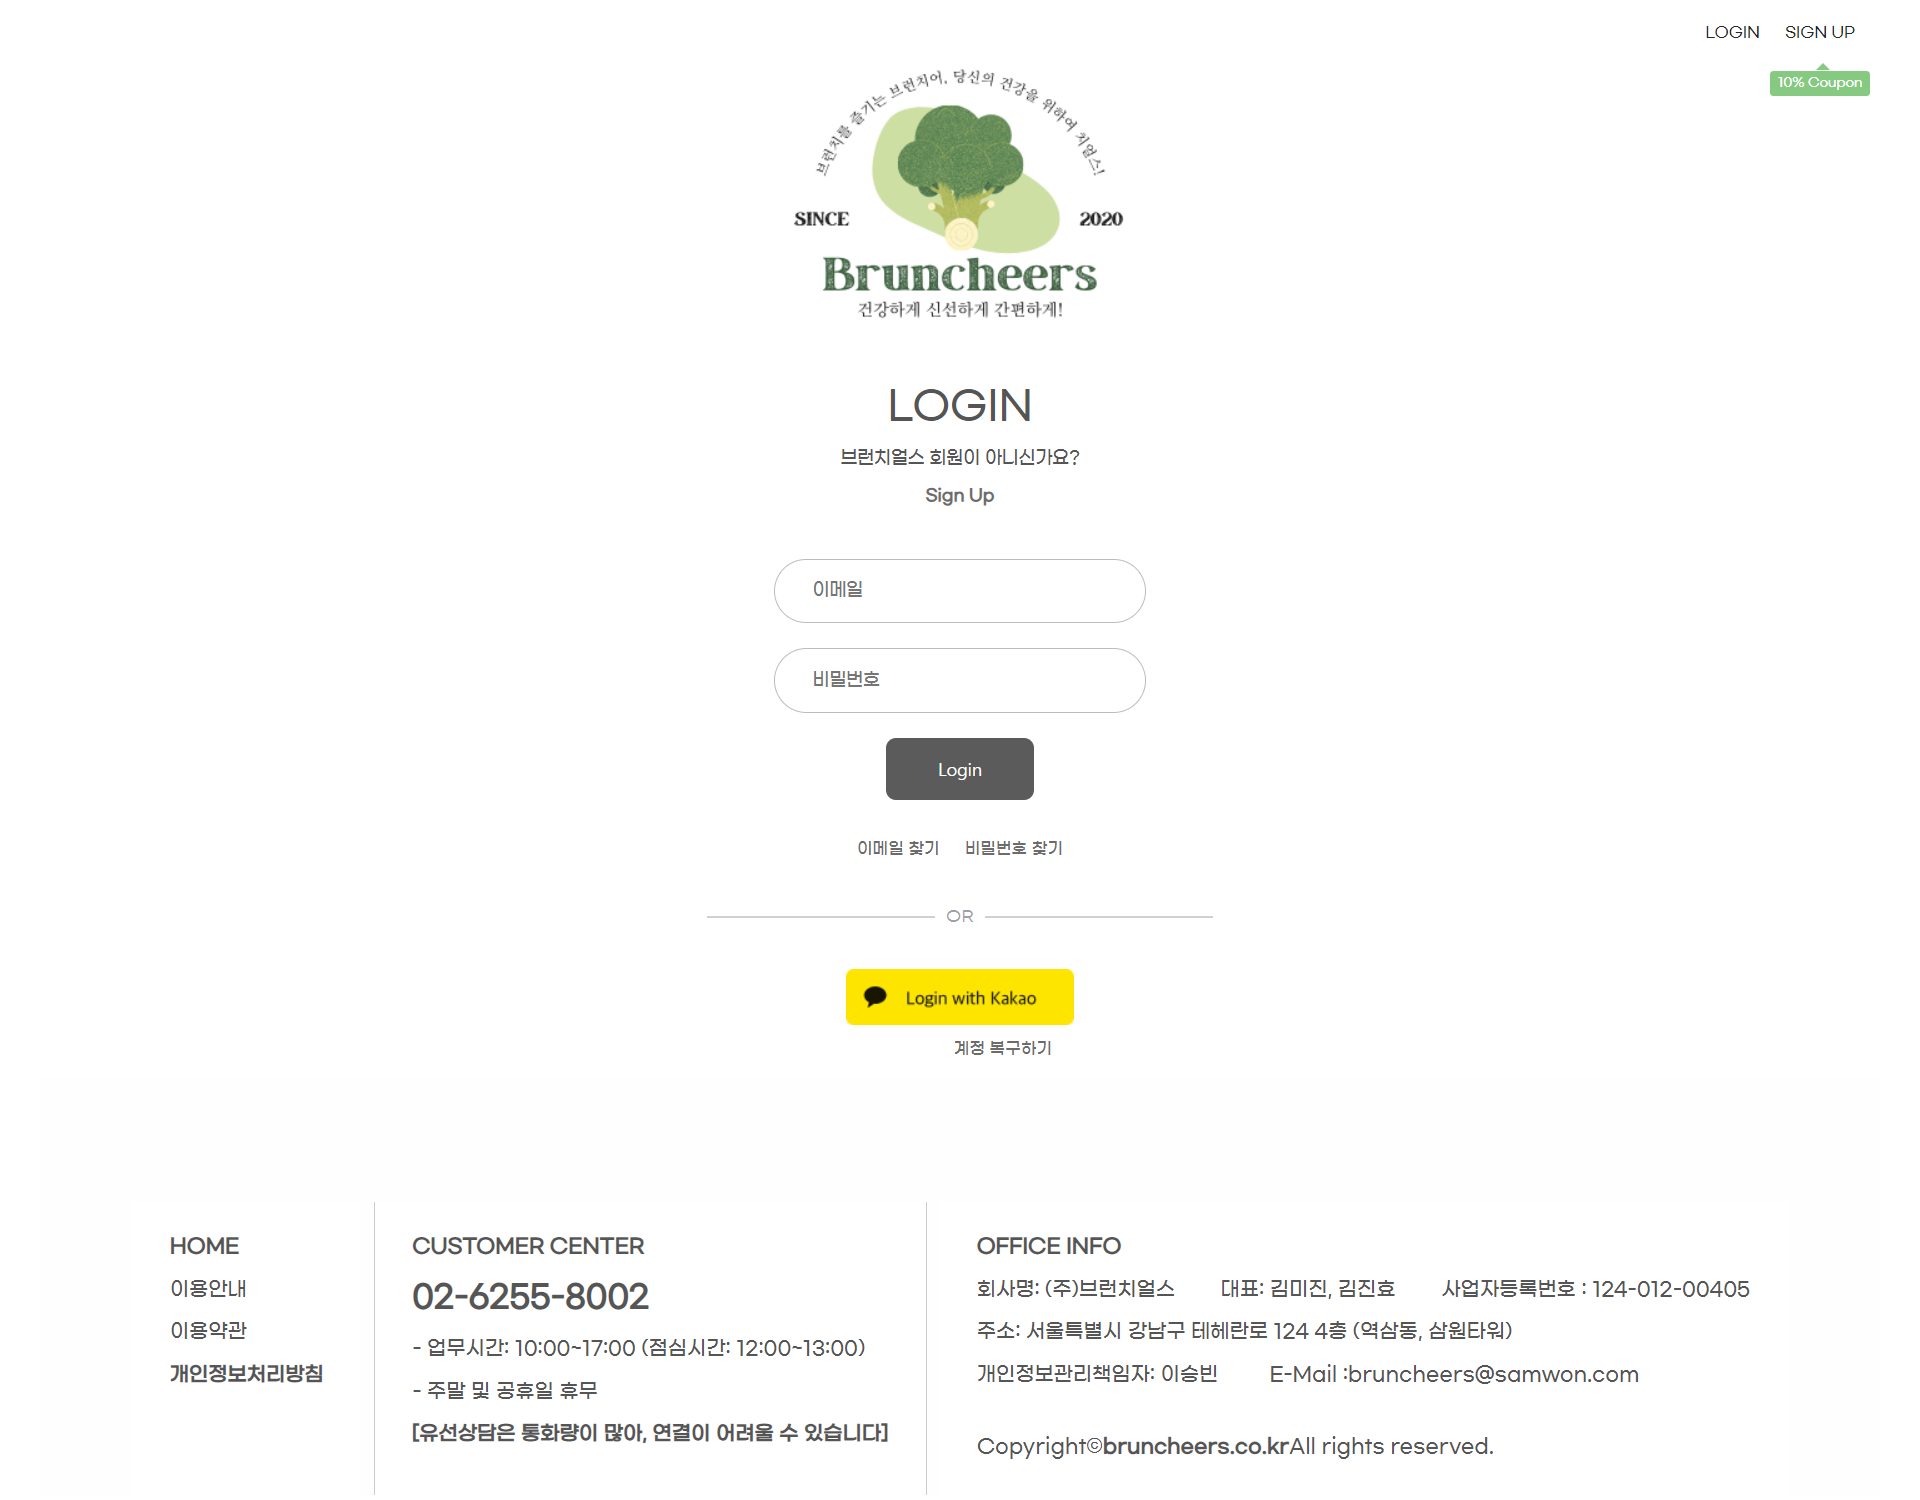 LOGIN SIGN UP
10% Coupon
브런치를 즐기는 브런치어, 당신의 건강을 위하여 치얼스!
SINCE 2020
Bruncheers
건강하게 신선하게 간편하게!
LOGIN
브런치얼스 회원이 아니신가요?
Sign Up
이메일
비밀번호
Login
이메일 찾기 비밀번호 찾기
OR
Login with Kakao
계정 복구하기
HOME
이용안내
이용약관
개인정보처리방침
CUSTOMER CENTER
02-6255-8002
- 업무시간: 10:00~17:00 (점심시간: 12:00~13:00)
- 주말 및 공휴일 휴무
[유선상담은 통화량이 많아, 연결이 어려울 수 있습니다]
OFFICE INFO
회사명: (주)브런치얼스 대표: 김미진, 김진효 사업자등록번호 : 124-012-00405
주소: 서울특별시 강남구 테헤란로 124 4층 (역삼동, 삼원타워)
개인정보관리책임자: 이승빈 E-Mail :bruncheers@samwon.com
Copyright©bruncheers.co.krAll rights reserved.